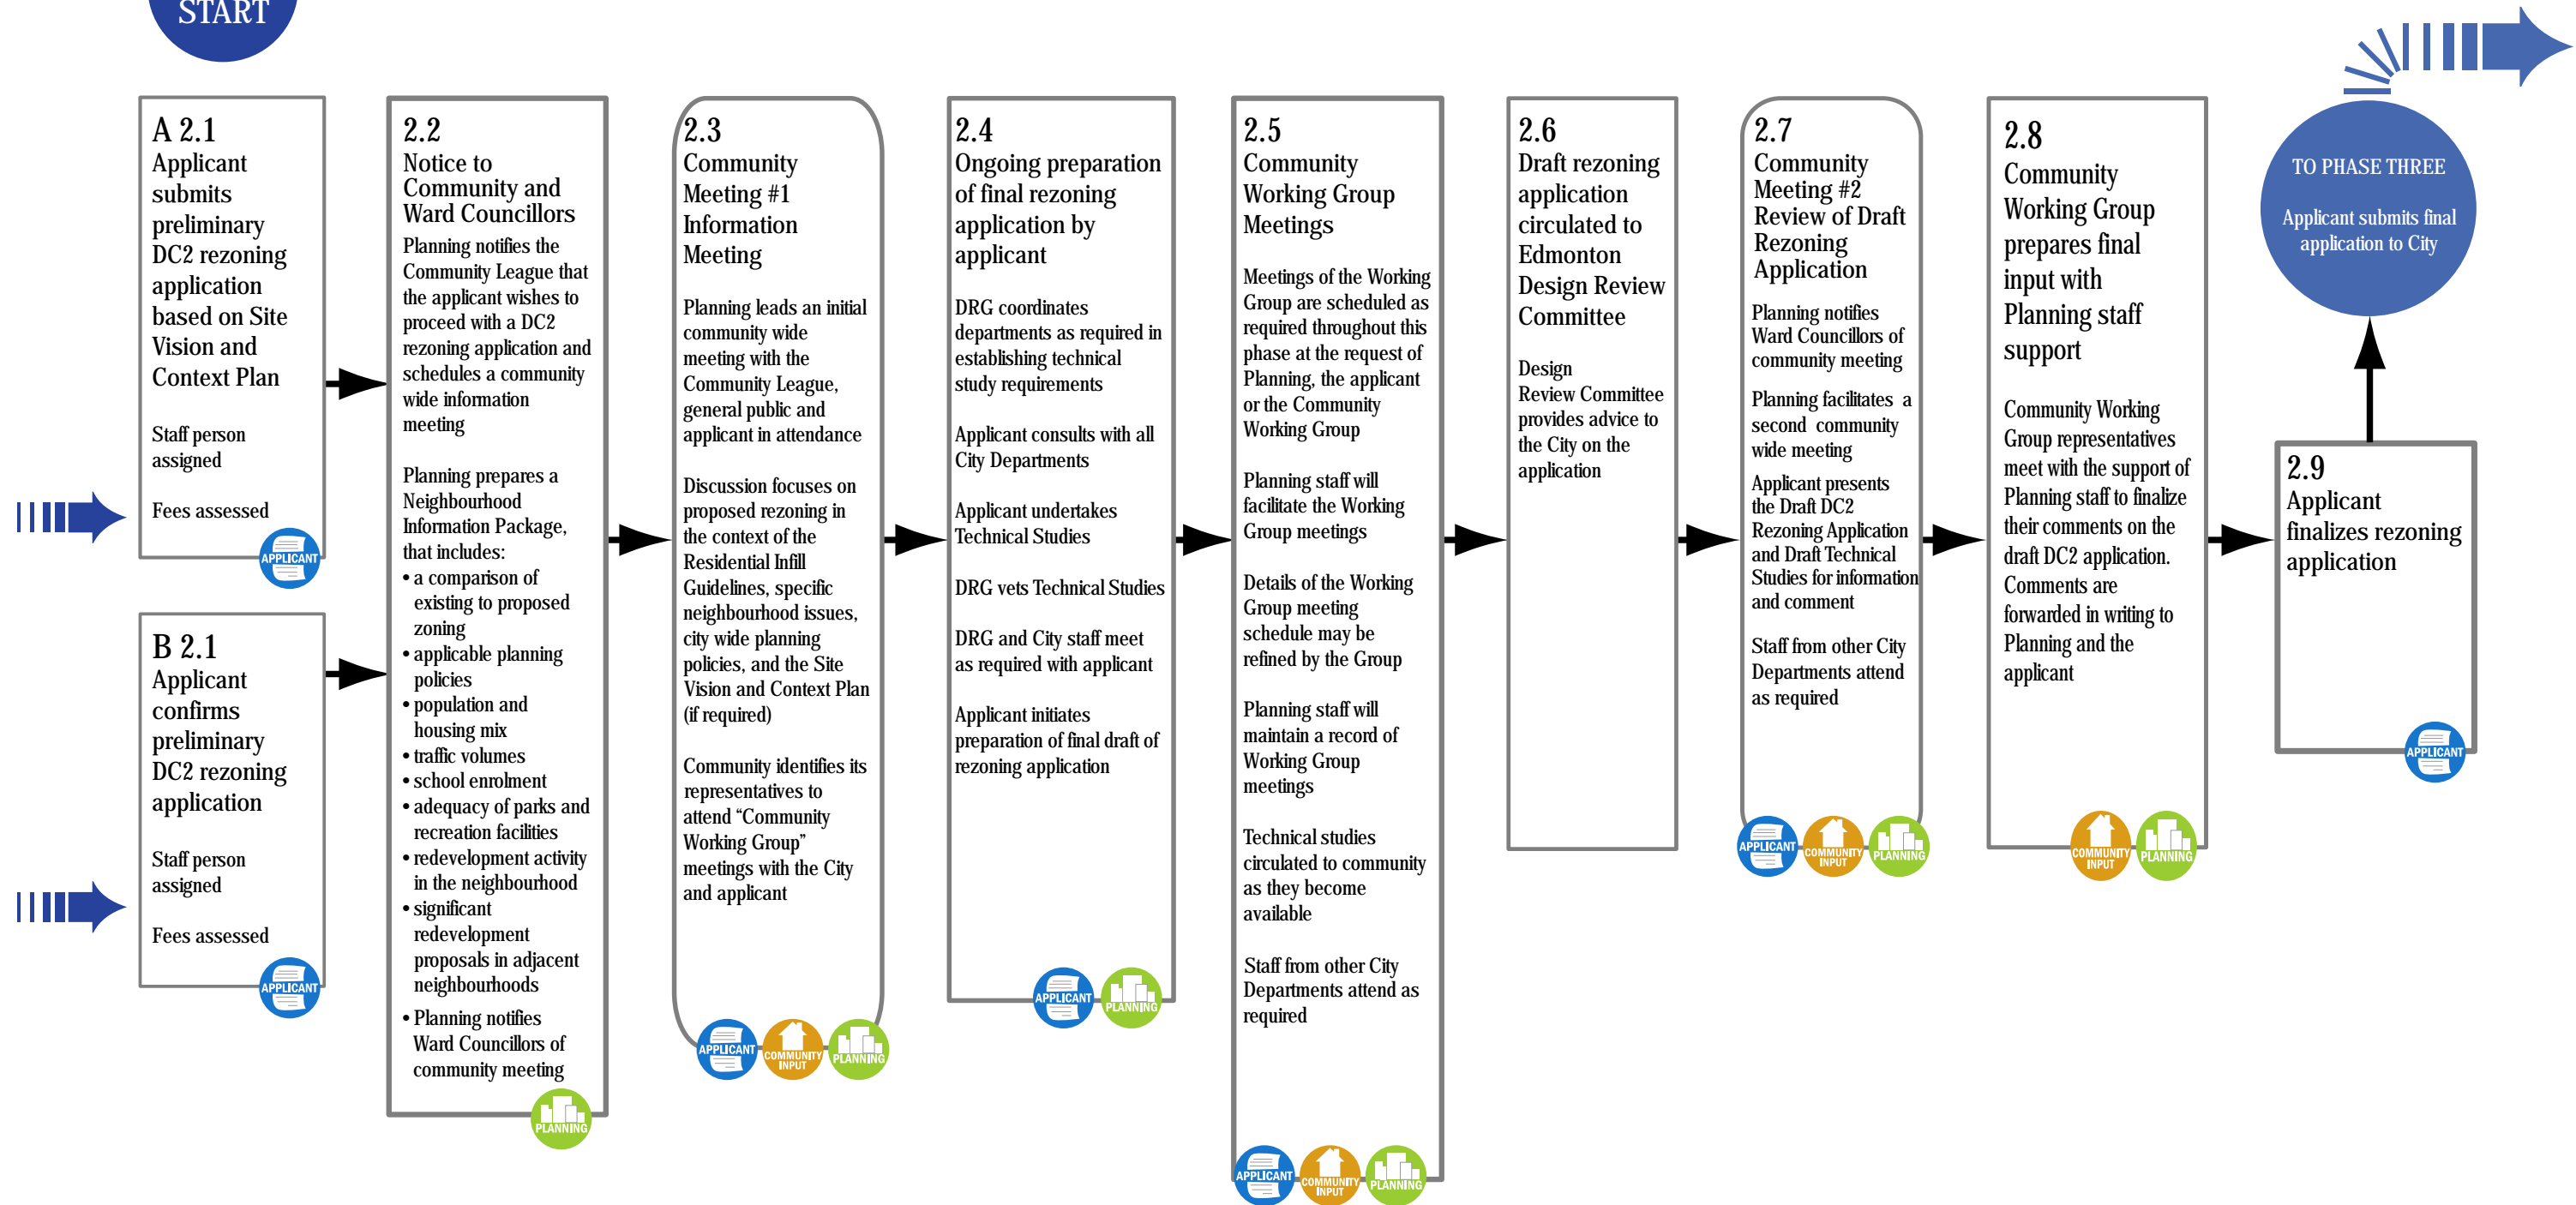 START
A 2.1
Applicant
submits
preliminary
DC2 rezoning
application
based on Site
Vision and
Context Plan
Staff person
assigned
Fees assessed
APPLICANT
B 2.1
Applicant
confirms
preliminary
DC2 rezoning
application
Staff person
assigned
Fees assessed
APPLICANT
2.2
Notice to
Community and
Ward Councillors
Planning notifies the
Community League that
the applicant wishes to
proceed with a DC2
rezoning application and
schedules a community
wide information
meeting
Planning prepares a
Neighbourhood
Information Package,
that includes:
• a comparison of
existing to proposed
zoning
• applicable planning
policies
• population and
housing mix
• traffic volumes
• school enrolment
• adequacy of parks and
recreation facilities
• redevelopment activity
in the neighbourhood
• significant
redevelopment
proposals in adjacent
neighbourhoods
• Planning notifies
Ward Councillors of
community meeting
PLANNING
2.3
Community
Meeting #1
Information
Meeting
Planning leads an initial
community wide
meeting with the
Community League,
general public and
applicant in attendance
Discussion focuses on
proposed rezoning in
the context of the
Residential Infill
Guidelines, specific
neighbourhood issues,
city wide planning
policies, and the Site
Vision and Context Plan
(if required)
Community identifies its
representatives to
attend “Community
Working Group”
meetings with the City
and applicant
APPLICANT
COMMUNITY
INPUT
PLANNING
2.4
Ongoing preparation
of final rezoning
application by
applicant
DRG coordinates
departments as required in
establishing technical
study requirements
Applicant consults with all
City Departments
Applicant undertakes
Technical Studies
DRG vets Technical Studies
DRG and City staff meet
as required with applicant
Applicant initiates
preparation of final draft of
rezoning application
APPLICANT
PLANNING
2.5
Community
Working Group
Meetings
Meetings of the Working
Group are scheduled as
required throughout this
phase at the request of
Planning, the applicant
or the Community
Working Group
Planning staff will
facilitate the Working
Group meetings
Details of the Working
Group meeting
schedule may be
refined by the Group
Planning staff will
maintain a record of
Working Group
meetings
Technical studies
circulated to community
as they become
available
Staff from other City
Departments attend as
required
APPLICANT
COMMUNITY
INPUT
PLANNING
2.6
Draft rezoning
application
circulated to
Edmonton
Design Review
Committee
Design
Review Committee
provides advice to
the City on the
application
2.7
Community
Meeting #2
Review of Draft
Rezoning
Application
Planning notifies
Ward Councillors of
community meeting
Planning facilitates a
second community
wide meeting
Applicant presents
the Draft DC2
Rezoning Application
and Draft Technical
Studies for information
and comment
Staff from other City
Departments attend
as required
APPLICANT
COMMUNITY
INPUT
PLANNING
2.8
Community
Working Group
prepares final
input with
Planning staff
support
Community Working
Group representatives
meet with the support of
Planning staff to finalize
their comments on the
draft DC2 application.
Comments are
forwarded in writing to
Planning and the
applicant
COMMUNITY
INPUT
PLANNING
2.9
Applicant
finalizes rezoning
application
APPLICANT
TO PHASE THREE
Applicant submits final
application to City